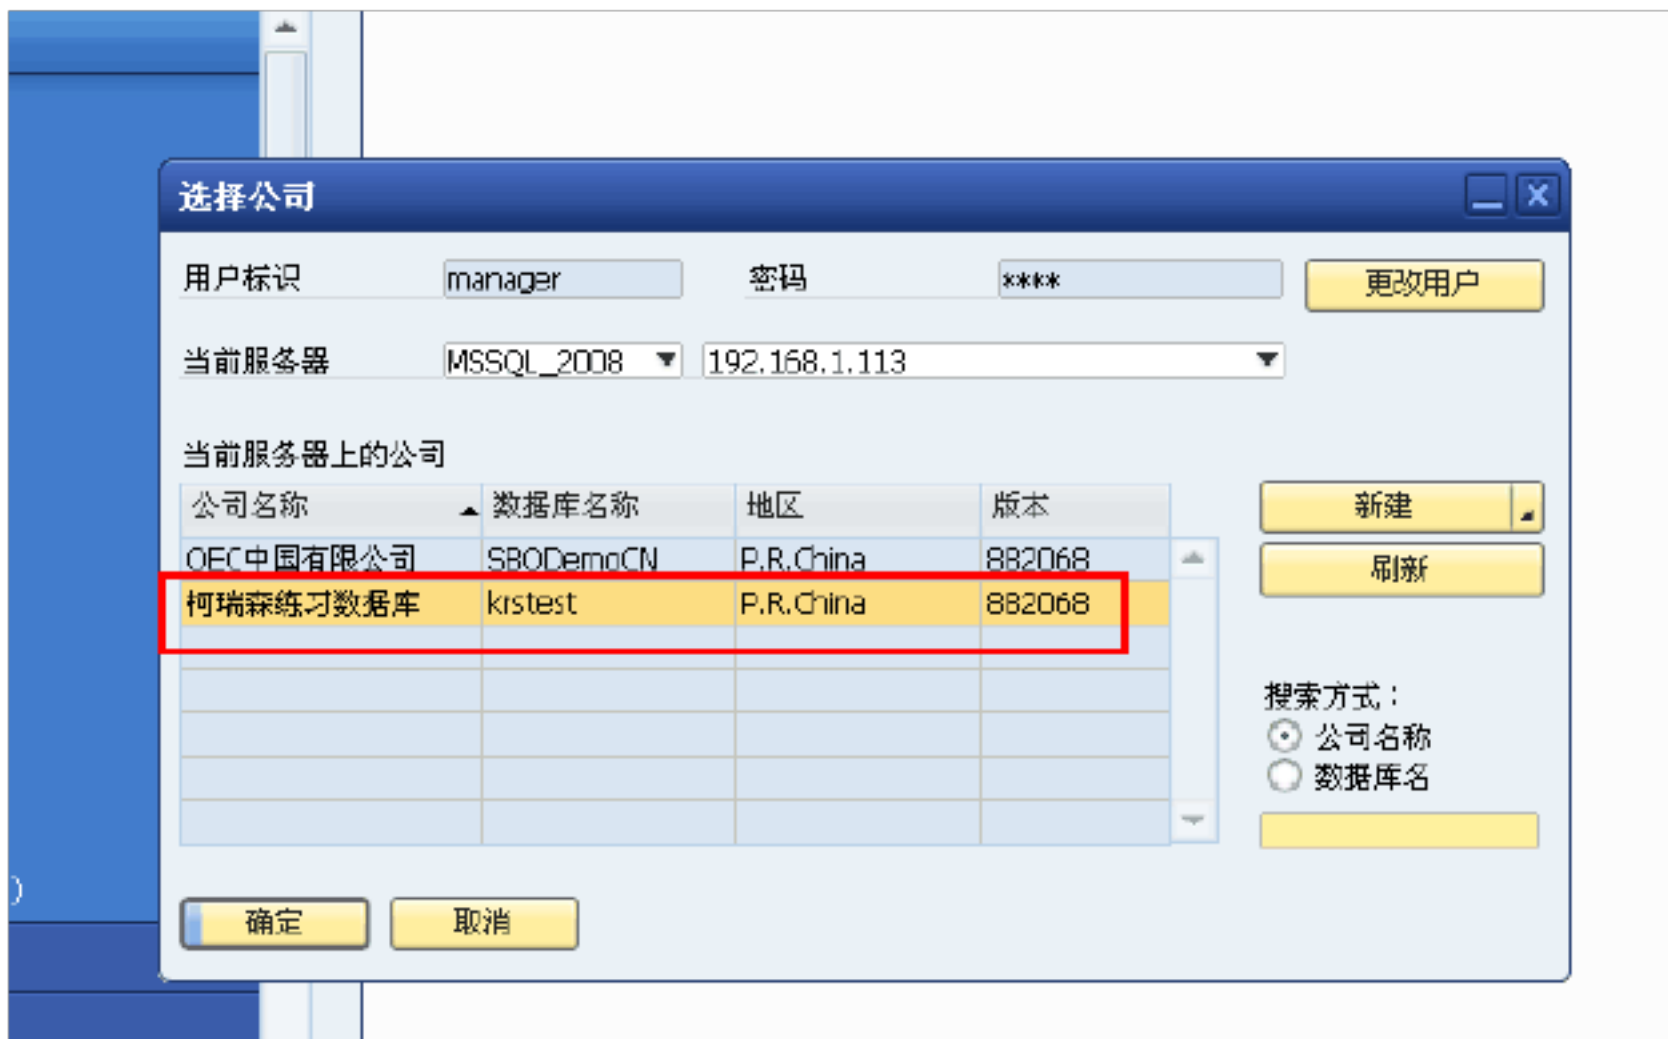 选择公司
用户标识 manager 密码 **** 更改用户
当前服务器 MSSQL_2008 192.168.1.113
当前服务器上的公司
公司名称 数据库名称 地区 版本 新建
OEC中国有限公司 SBODemoCN P.R.China 882068 刷新
柯瑞森练习数据库 krstest P.R.China 882068
搜索方式：
公司名称
数据库名
)
确定 取消